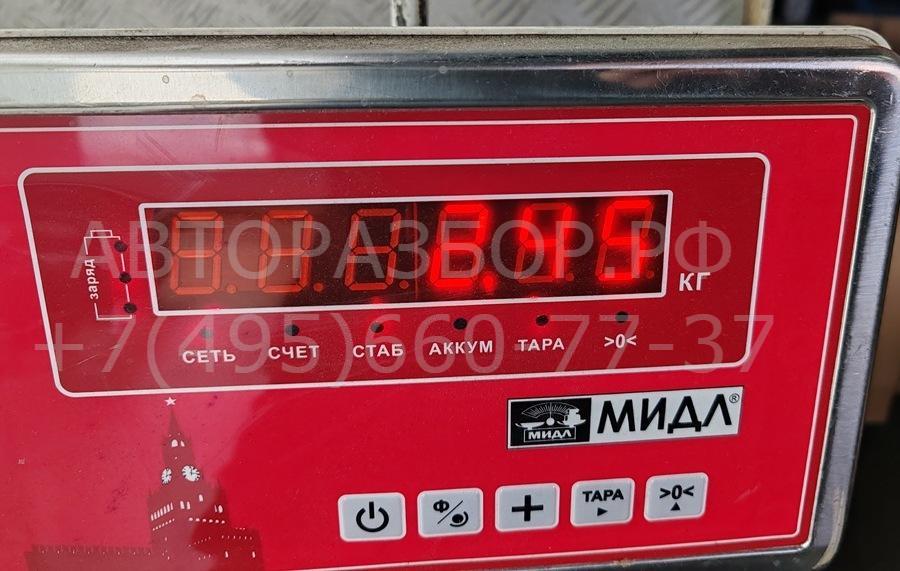 АВТОРАЗБОР.РФ
заряд
КГ
+7(495)660 77-37
СЕТЬ СЧЕТ СТАБ АККУМ ТАРА >0<
МИДЛ МИДЛ®
Ф ТАРА >0<